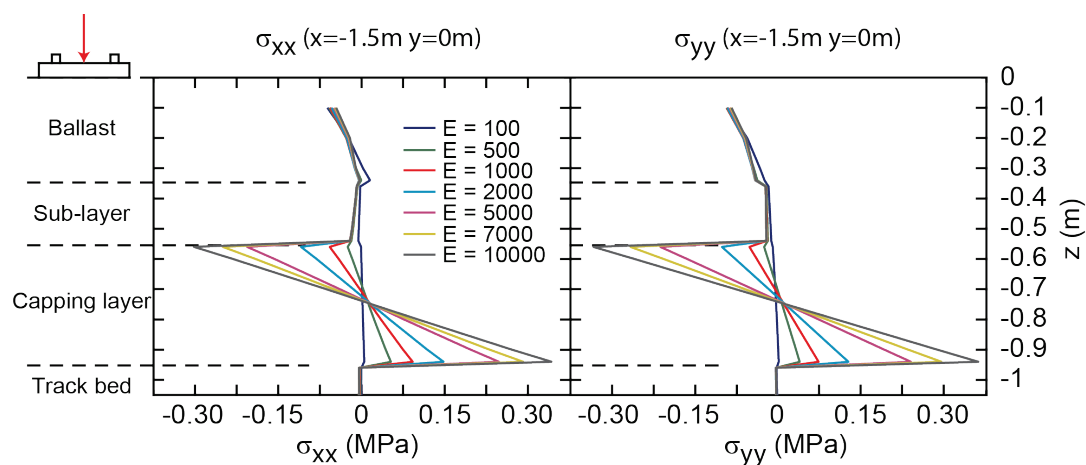 σxx (x=-1.5m y=0m)
σyy (x=-1.5m y=0m)
Ballast
Sub-layer
Capping layer
Track bed
E = 100
E = 500
E = 1000
E = 2000
E = 5000
E = 7000
E = 10000
0
-0.1
-0.2
-0.3
-0.4
-0.5
-0.6
-0.7
-0.8
-0.9
-1
z (m)
-0.30 -0.15 0 0.15 0.30
-0.30 -0.15 0 0.15 0.30
σxx (MPa)
σyy (MPa)